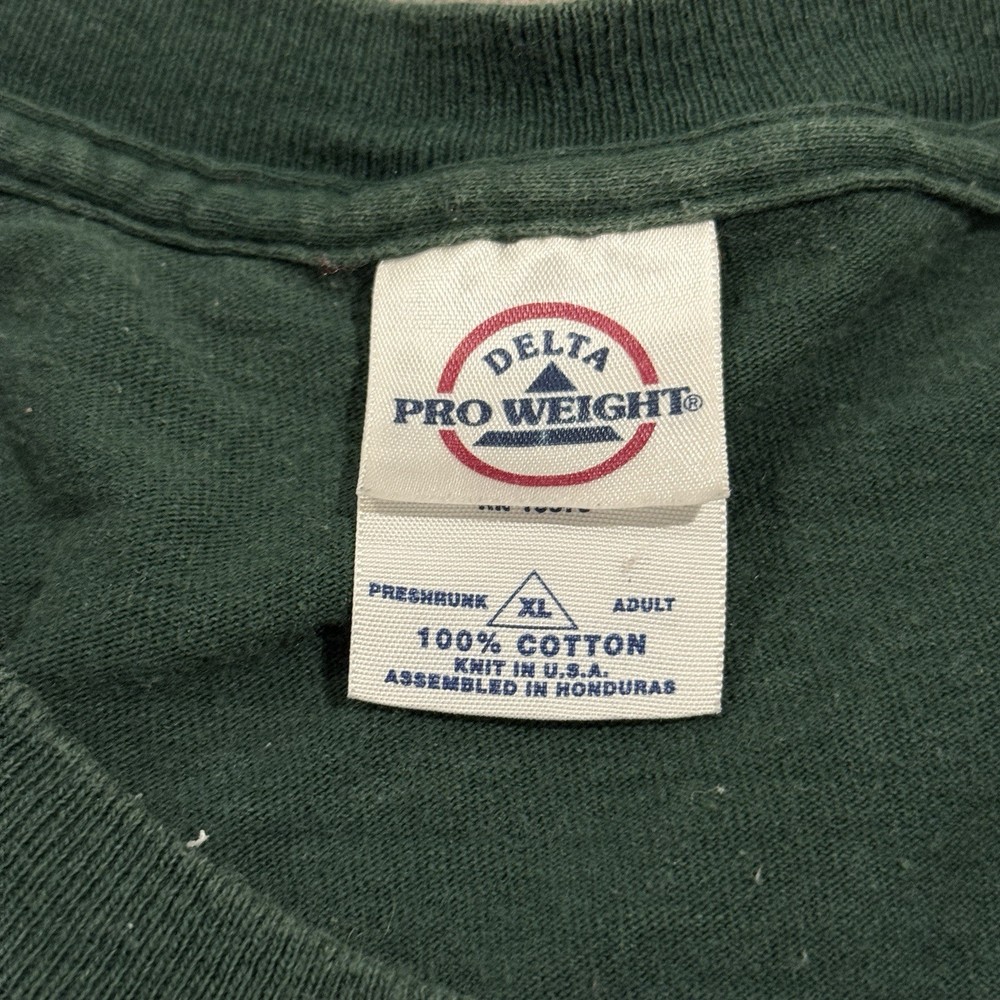 DELTA
PRO WEIGHT®
PRESHRUNK XL ADULT
100% COTTON
KNIT IN U.S.A.
ASSEMBLED IN HONDURAS